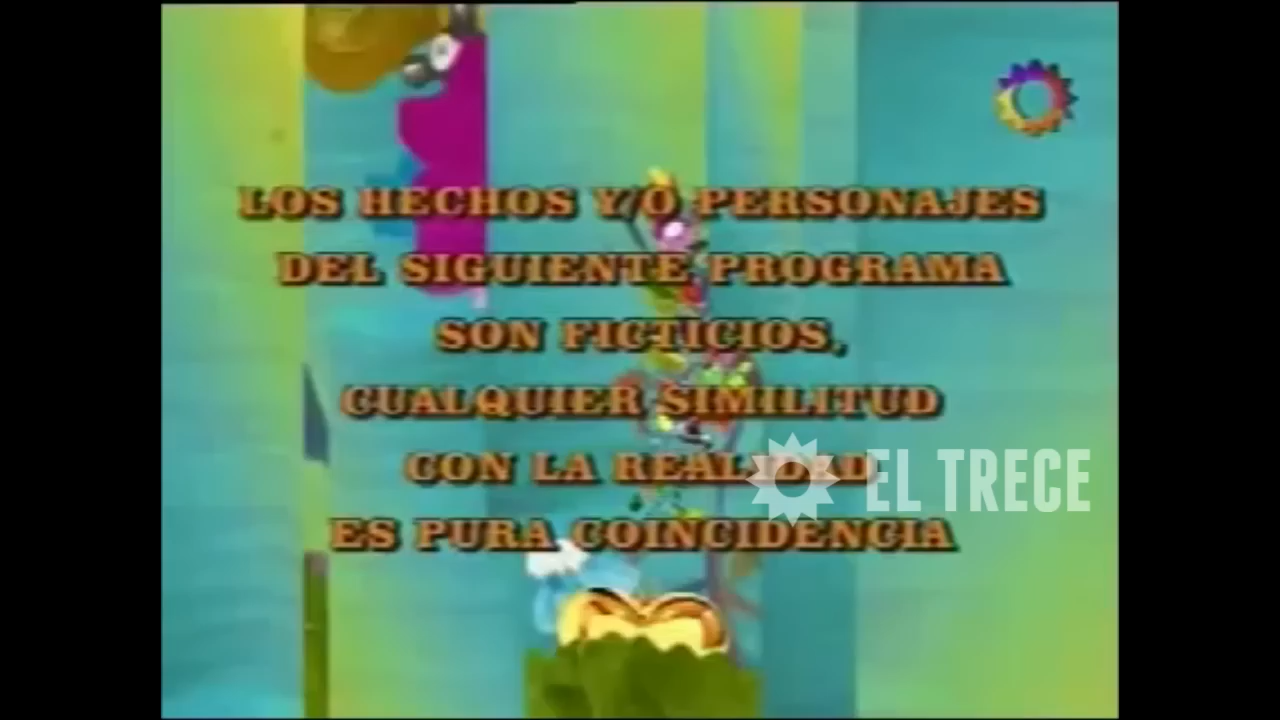 LOS HECHOS Y/O PERSONAJES
DEL SIGUIENTE PROGRAMA
SON FICTICIOS,
CUALQUIER SIMILITUD
CON LA REALIDAD
EL TRECE
ES PURA COINCIDENCIA